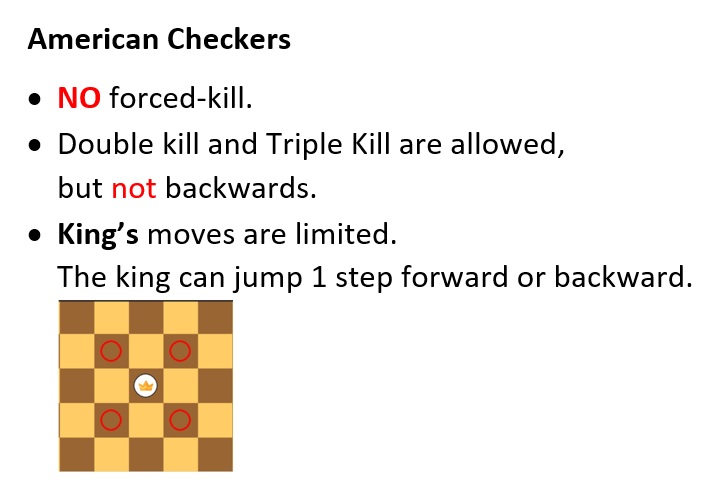 American Checkers
• NO forced-kill.
• Double kill and Triple Kill are allowed,
but not backwards.
• King’s moves are limited.
The king can jump 1 step forward or backward.